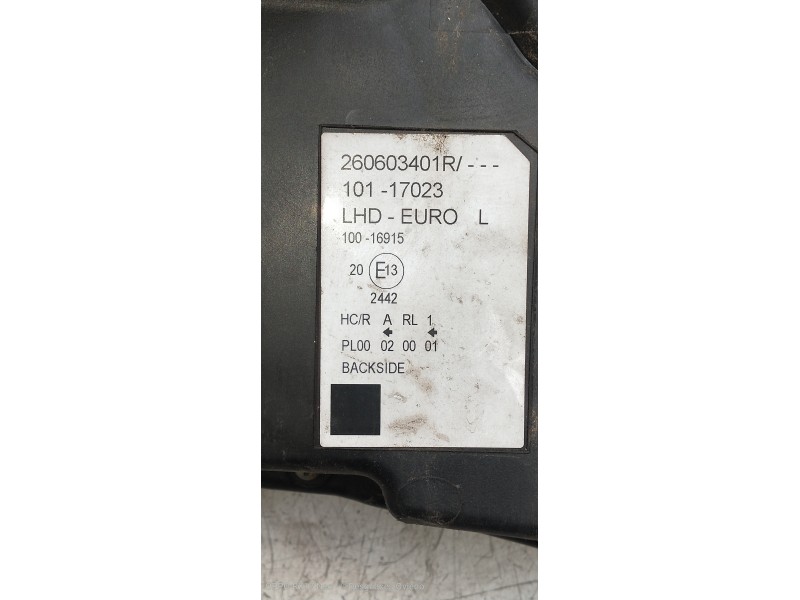 260603401R/---
101 -17023
LHD - EURO L
100 -16915
20 E13
2442
HC/R A RL 1
PL00 02 00 01
BACKSIDE